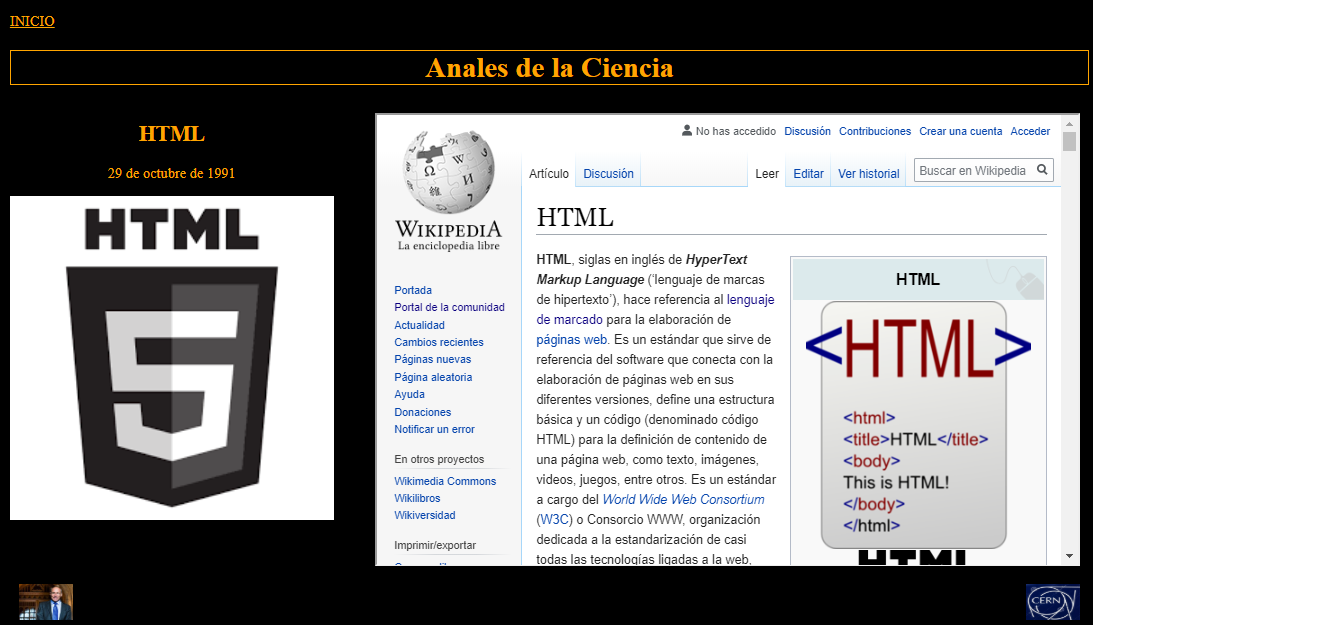 INICIO
Anales de la Ciencia
HTML
29 de octubre de 1991
HTML
5
WIKIPEDIA
La enciclopedia libre
Portada
Portal de la comunidad
Actualidad
Cambios recientes
Páginas nuevas
Página aleatoria
Ayuda
Donaciones
Notificar un error
En otros proyectos
Wikimedia Commons
Wikilibros
Wikiversidad
Imprimir/exportar
No has accedido Discusión Contribuciones Crear una cuenta Acceder
Artículo Discusión Leer Editar Ver historial Buscar en Wikipedia
HTML
HTML, siglas en inglés de HyperText
Markup Language (‘lenguaje de marcas
de hipertexto’), hace referencia al lenguaje
de marcado para la elaboración de
páginas web. Es un estándar que sirve de
referencia del software que conecta con la
elaboración de páginas web en sus
diferentes versiones, define una estructura
básica y un código (denominado código
HTML) para la definición de contenido de
una página web, como texto, imágenes,
videos, juegos, entre otros. Es un estándar
a cargo del World Wide Web Consortium
(W3C) o Consorcio WWW, organización
dedicada a la estandarización de casi
todas las tecnologías ligadas a la web,
HTML
<HTML>
<html>
<title>HTML</title>
<body>
This is HTML!
</body>
</html>
HTML
CERN